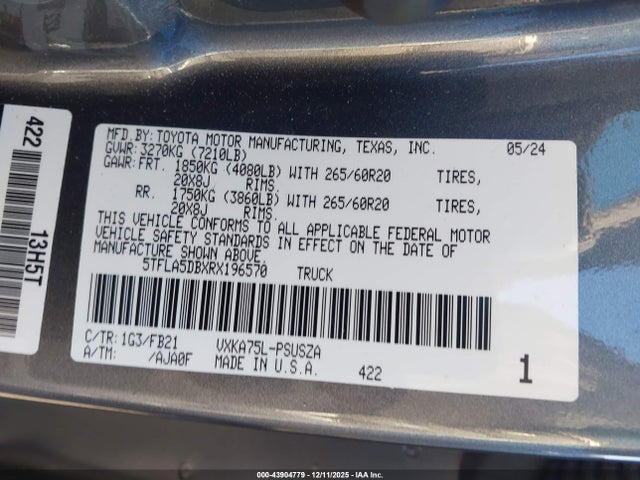 422 13H5T
MFD.BY: TOYOTA MOTOR MANUFACTURING, TEXAS, INC. 05/24
GVWR: 3270KG (7210LB)
GAWR: FRT. 1850KG (4080LB) WITH 265/60R20 TIRES,
20X8J RIMS.
RR. 1750KG (3860LB) WITH 265/60R20 TIRES,
20X8J RIMS.
THIS VEHICLE CONFORMS TO ALL APPLICABLE FEDERAL MOTOR
VEHICLE SAFETY STANDARDS IN EFFECT ON THE DATE OF
MANUFACTURE SHOWN ABOVE.
5TFLA5DBXRX196570 TRUCK
C/TR: 1G3/FB21 VXKA75L-PSUSZA
A/TM: /AJA0F MADE IN U.S.A. 422 1
000-43904779 - 12/11/2025 - IAA Inc.